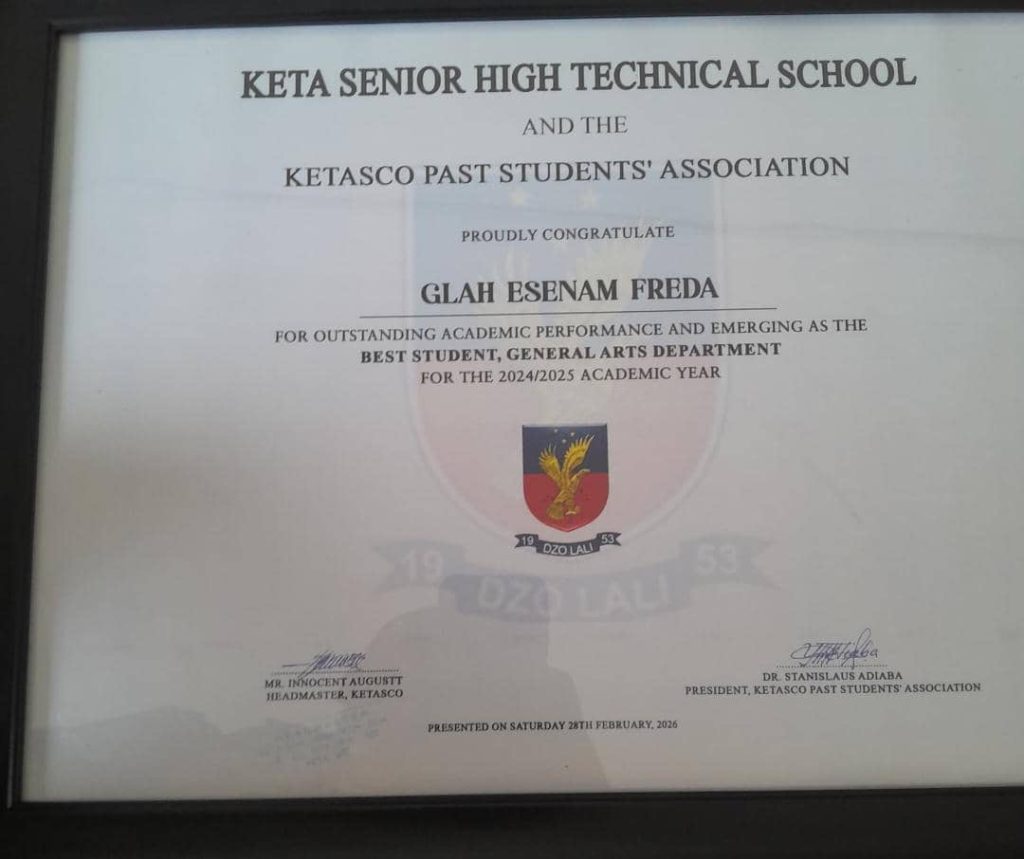 KETA SENIOR HIGH TECHNICAL SCHOOL
AND THE
KETASCO PAST STUDENTS' ASSOCIATION
PROUDLY CONGRATULATE
GLAH ESENAM FREDA
FOR OUTSTANDING ACADEMIC PERFORMANCE AND EMERGING AS THE
BEST STUDENT, GENERAL ARTS DEPARTMENT
FOR THE 2024/2025 ACADEMIC YEAR
19 DZO LALI 53
19 DZO LALI 53
MR. INNOCENT AUGUSTT
HEADMASTER, KETASCO
DR. STANISLAUS ADIABA
PRESIDENT, KETASCO PAST STUDENTS' ASSOCIATION
PRESENTED ON SATURDAY 28TH FEBRUARY, 2026